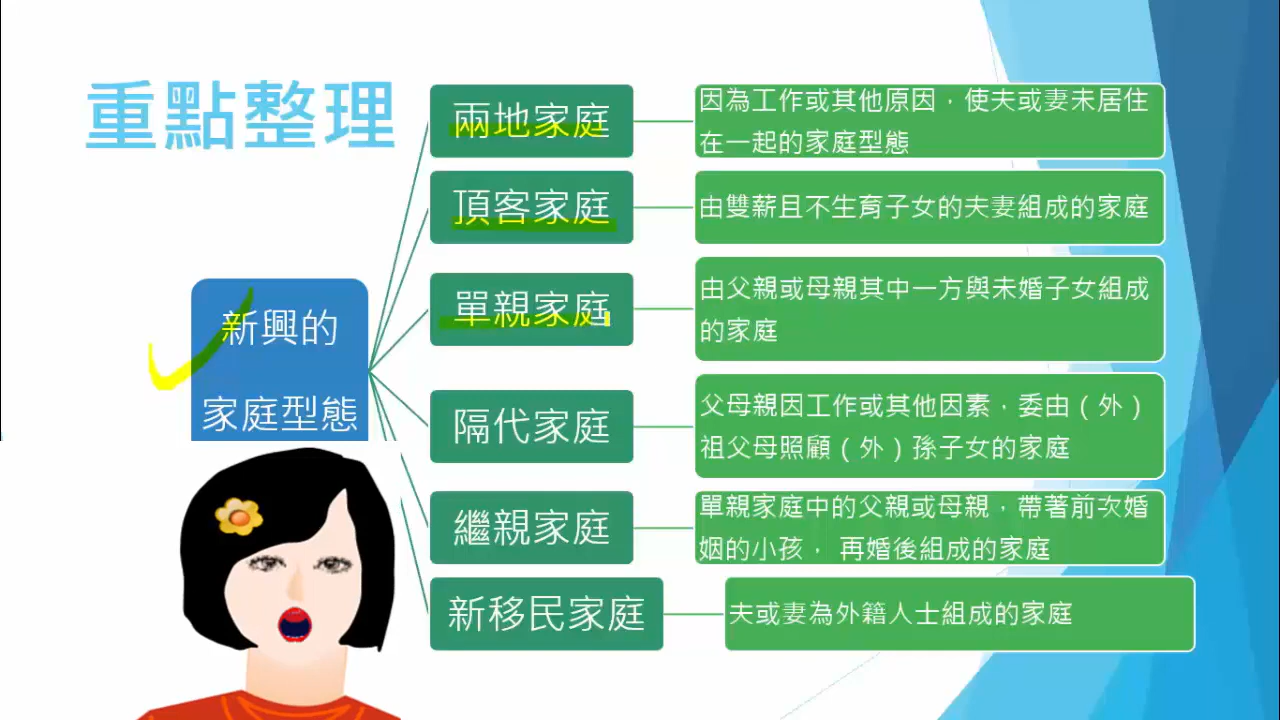 重點整理
新興的
家庭型態
兩地家庭
因為工作或其他原因，使夫或妻未居住
在一起的家庭型態
頂客家庭
由雙薪且不生育子女的夫妻組成的家庭
單親家庭
由父親或母親其中一方與未婚子女組成
的家庭
隔代家庭
父母親因工作或其他因素，委由（外）
祖父母照顧（外）孫子女的家庭
繼親家庭
單親家庭中的父親或母親，帶著前次婚
姻的小孩， 再婚後組成的家庭
新移民家庭
夫或妻為外籍人士組成的家庭